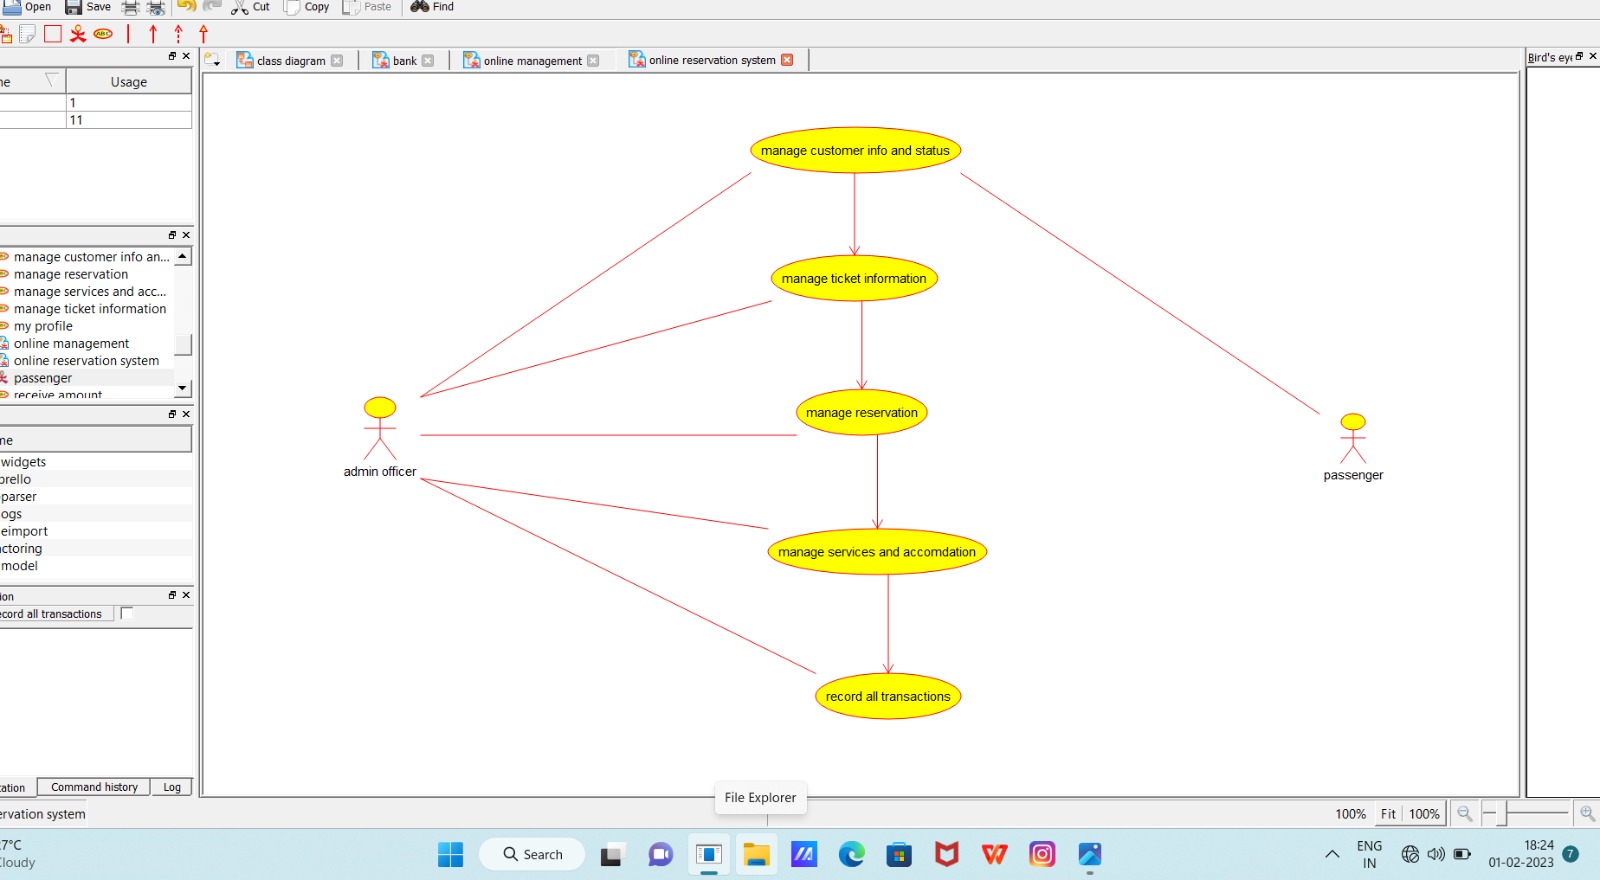 Open Save Cut Copy Paste Find
class diagram bank online management online reservation system Bird's eye
ne Usage
1
11
manage customer info an...
manage reservation
manage services and acc...
manage ticket information
my profile
online management
online reservation system
passenger
receive amount
ne
widgets
brello
parser
ogs
eimport
actoring
model
ion
ecord all transactions
manage customer info and status
manage ticket information
manage reservation
manage services and accomdation
record all transactions
admin officer
passenger
tation Command history Log
File Explorer
ervation system 100% Fit 100%
7°C
Cloudy
Search
ENG
IN
18:24
01-02-2023
7